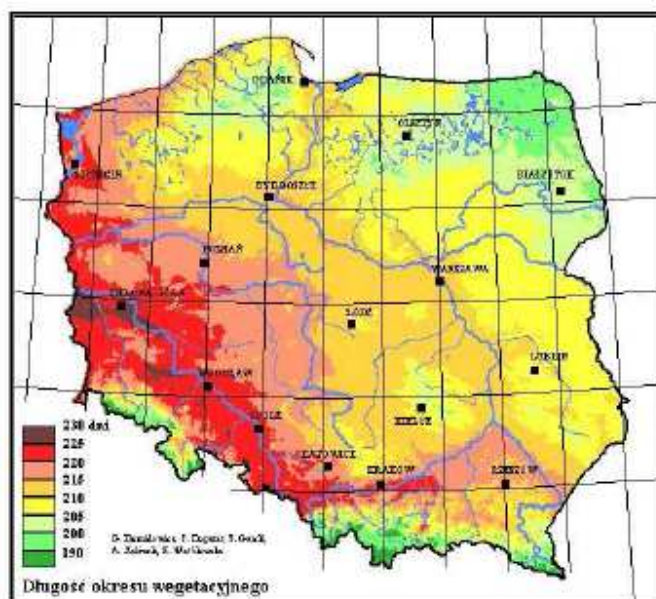 GDAŃSK
OLSZTYN
SZCZECIN
BYDGOSZCZ
BIAŁYSTOK
POZNAŃ
WARSZAWA
ZIELONA GÓRA
ŁÓDŹ
WROCŁAW
LUBLIN
OPOLE
KIELCE
KATOWICE
KRAKÓW
RZESZÓW
230 dni
225
220
215
210
205
200
190
Długość okresu wegetacyjnego